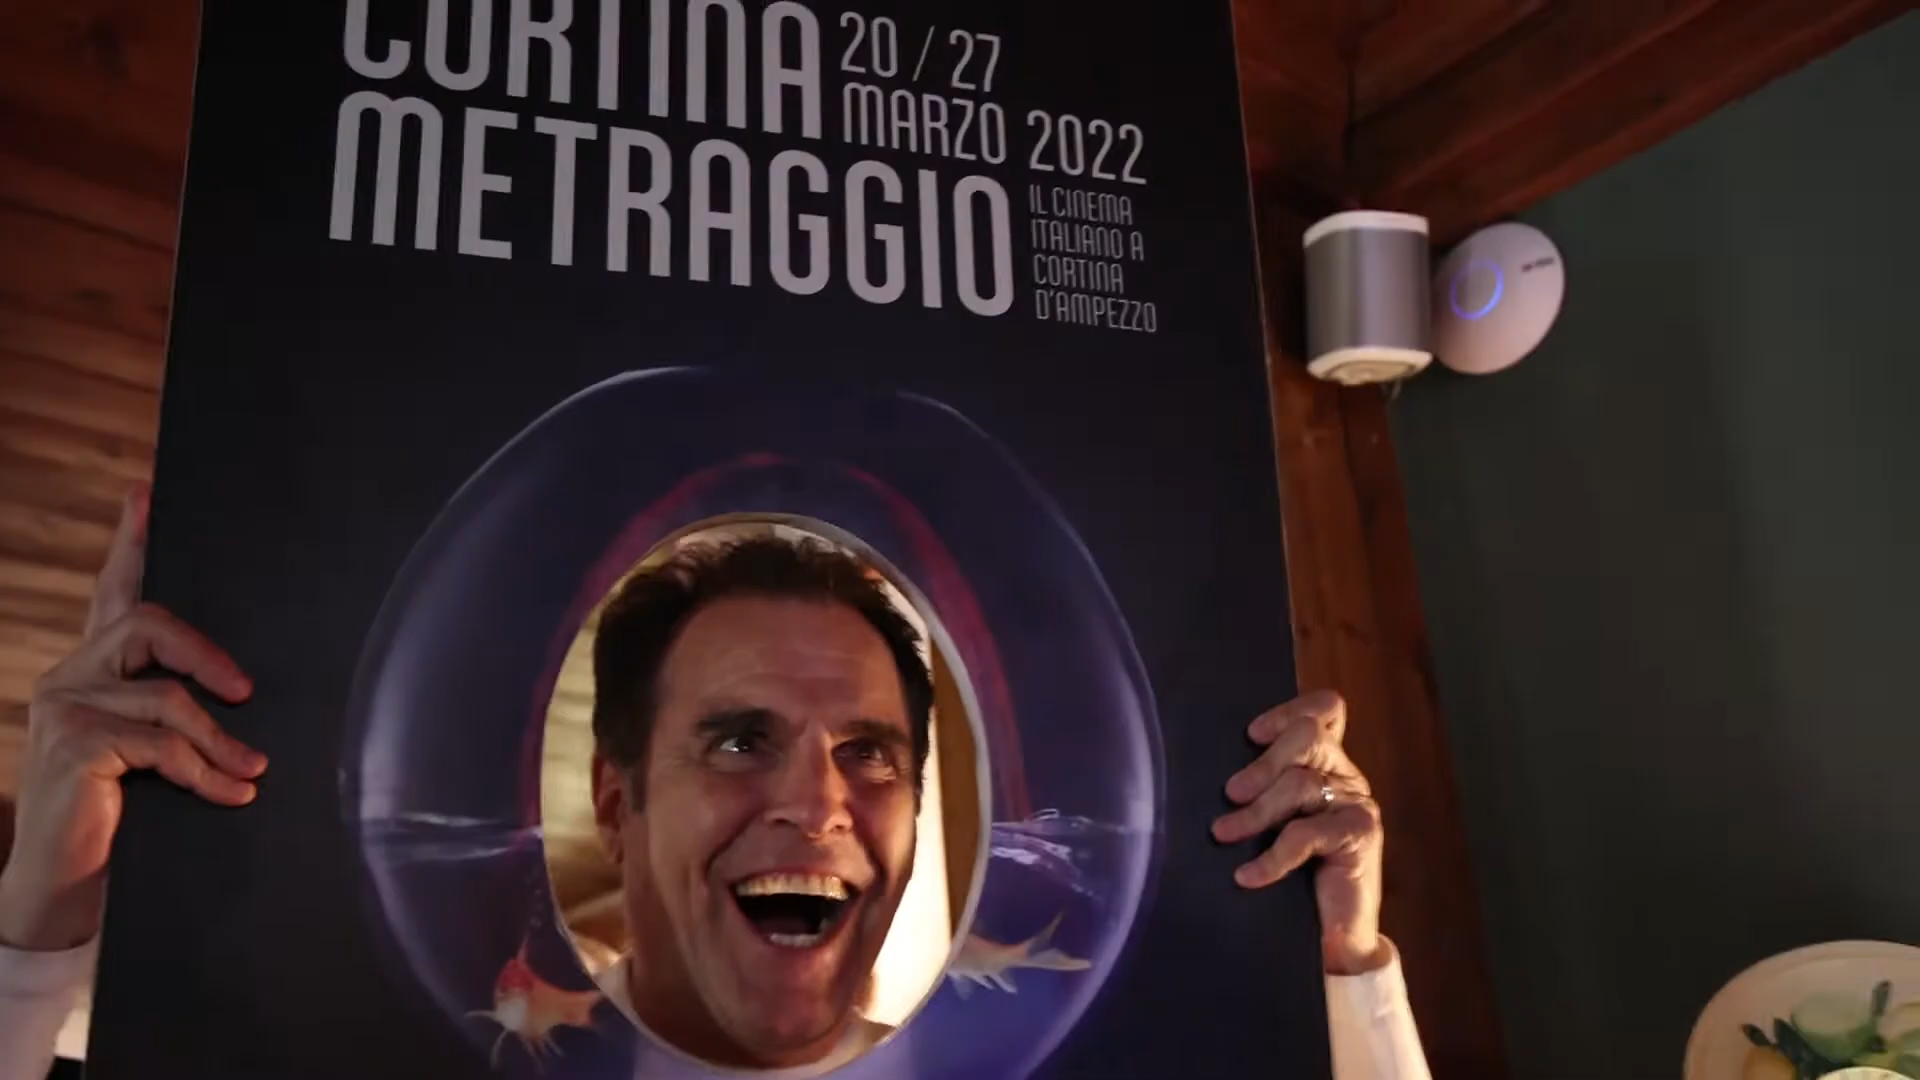 CORTINA
METRAGGIO
20 / 27
MARZO 2022
IL CINEMA
ITALIANO A
CORTINA
D'AMPEZZO